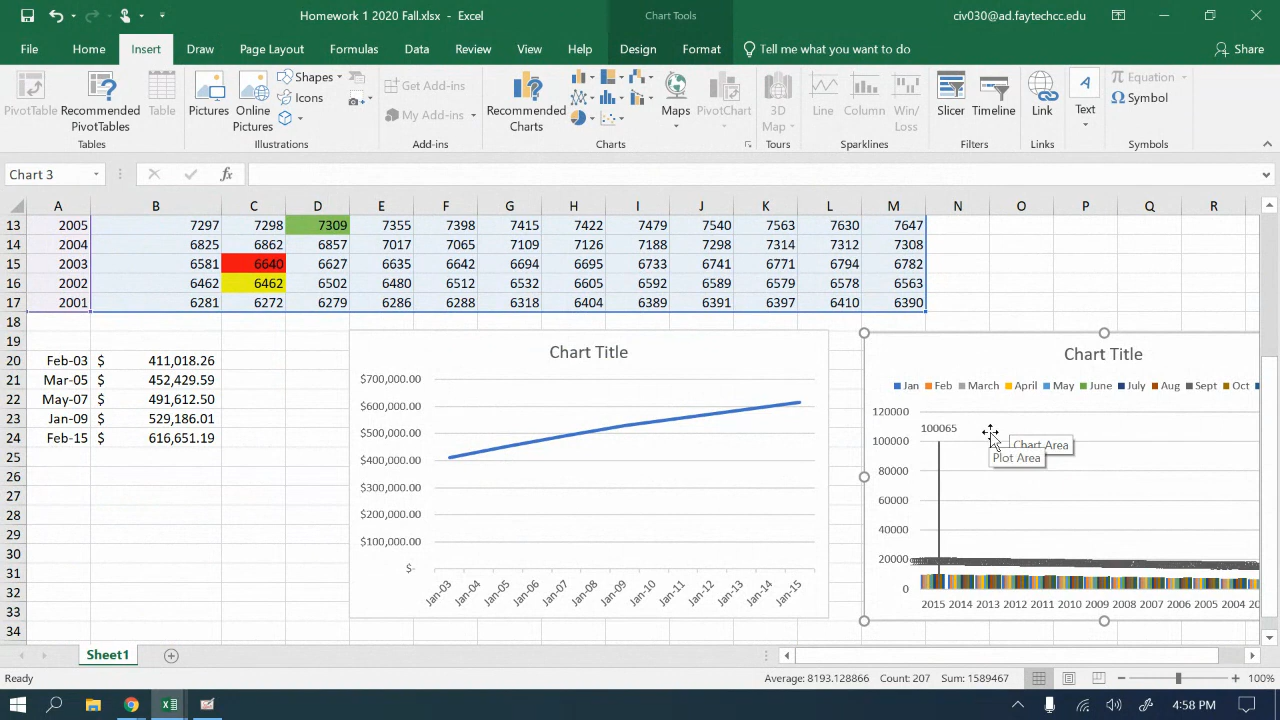 Homework 1 2020 Fall.xlsx - Excel
Chart Tools
civ030@ad.faytechcc.edu
File Home Insert Draw Page Layout Formulas Data Review View Help Design Format Tell me what you want to do Share
PivotTable Recommended PivotTables Table
Pictures Online Pictures Shapes Icons
Get Add-ins
My Add-ins
Recommended Charts
Maps PivotChart
3D Map
Line Column Win/Loss
Slicer Timeline
Link
Text
Equation
Symbol
Tables Illustrations Add-ins Charts Tours Sparklines Filters Links Symbols
Chart 3 fx
A B C D E F G H I J K L M N O P Q R
13 2005 7297 7298 7309 7355 7398 7415 7422 7479 7540 7563 7630 7647
14 2004 6825 6862 6857 7017 7065 7109 7126 7188 7298 7314 7312 7308
15 2003 6581 6640 6627 6635 6642 6694 6695 6733 6741 6771 6794 6782
16 2002 6462 6462 6502 6480 6512 6532 6605 6592 6589 6579 6578 6563
17 2001 6281 6272 6279 6286 6288 6318 6404 6389 6391 6397 6410 6390
18
19
20 Feb-03 $ 411,018.26
21 Mar-05 $ 452,429.59
22 May-07 $ 491,612.50
23 Jan-09 $ 529,186.01
24 Feb-15 $ 616,651.19
25
26
27
28
29
30
31
32
33
34
Chart Title
$700,000.00
$600,000.00
$500,000.00
$400,000.00
$300,000.00
$200,000.00
$100,000.00
$-
Jan-03 Jan-04 Jan-05 Jan-06 Jan-07 Jan-08 Jan-09 Jan-10 Jan-11 Jan-12 Jan-13 Jan-14 Jan-15
Chart Title
Jan Feb March April May June July Aug Sept Oct
120000
100065
100000
80000
60000
40000
20000
0
Chart Area
Plot Area
2015 2014 2013 2012 2011 2010 2009 2008 2007 2006 2005 2004
Sheet1
Ready
Average: 8193.128866 Count: 207 Sum: 1589467
100%
4:58 PM